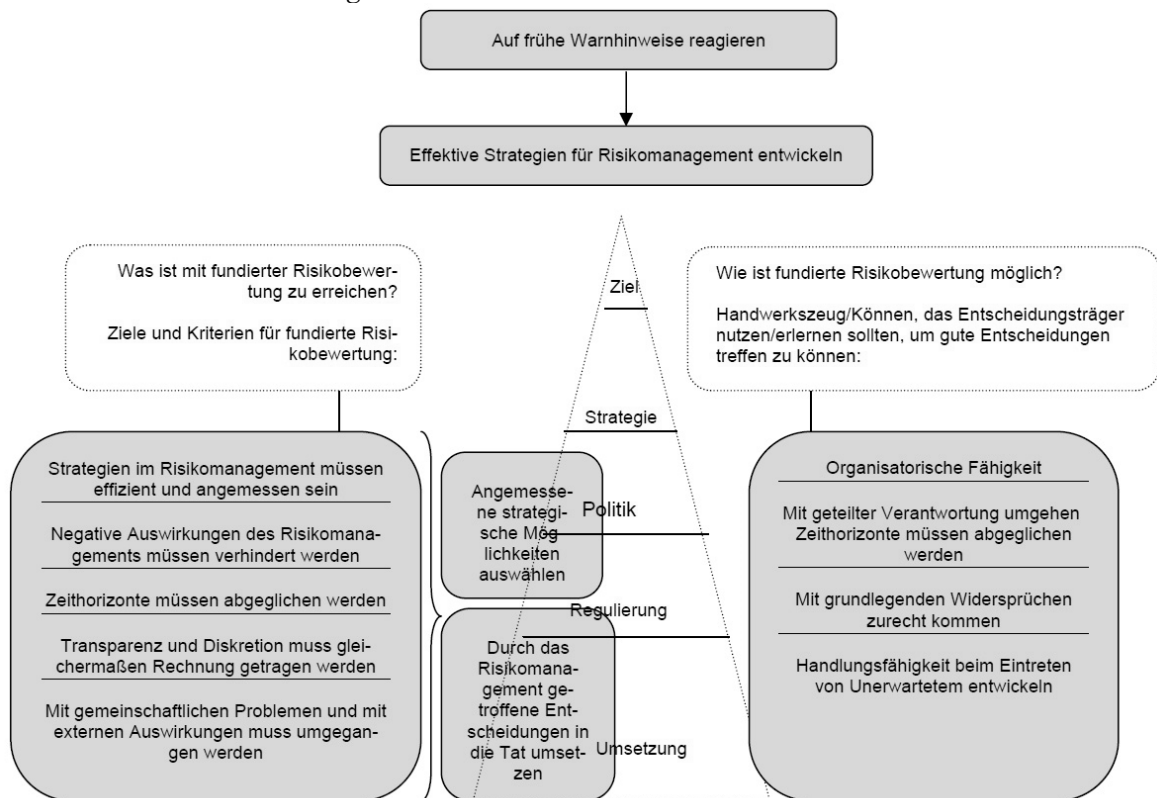 Auf frühe Warnhinweise reagieren
Effektive Strategien für Risikomanagement entwickeln
Was ist mit fundierter Risikobewer-
tung zu erreichen?
Ziele und Kriterien für fundierte Risi-
kobewertung:
Ziel
Wie ist fundierte Risikobewertung möglich?
Handwerkszeug/Können, das Entscheidungsträger
nutzen/erlernen sollten, um gute Entscheidungen
treffen zu können:
Strategie
Strategien im Risikomanagement müssen
effizient und angemessen sein
Negative Auswirkungen des Risikomana-
gements müssen verhindert werden
Zeithorizonte müssen abgeglichen werden
Transparenz und Diskretion muss glei-
chermaßen Rechnung getragen werden
Mit gemeinschaftlichen Problemen und mit
externen Auswirkungen muss umgegan-
gen werden
Angemesse-
ne strategi-
sche Mög
lichkeiten
auswählen
Politik
Regulierung
Durch das
Risikomana-
gement ge-
troffene Ent-
scheidungen in
die Tat umset-
zen
Umsetzung
Organisatorische Fähigkeit
Mit geteilter Verantwortung umgehen
Zeithorizonte müssen abgeglichen
werden
Mit grundlegenden Widersprüchen
zurecht kommen
Handlungsfähigkeit beim Eintreten
von Unerwartetem entwickeln